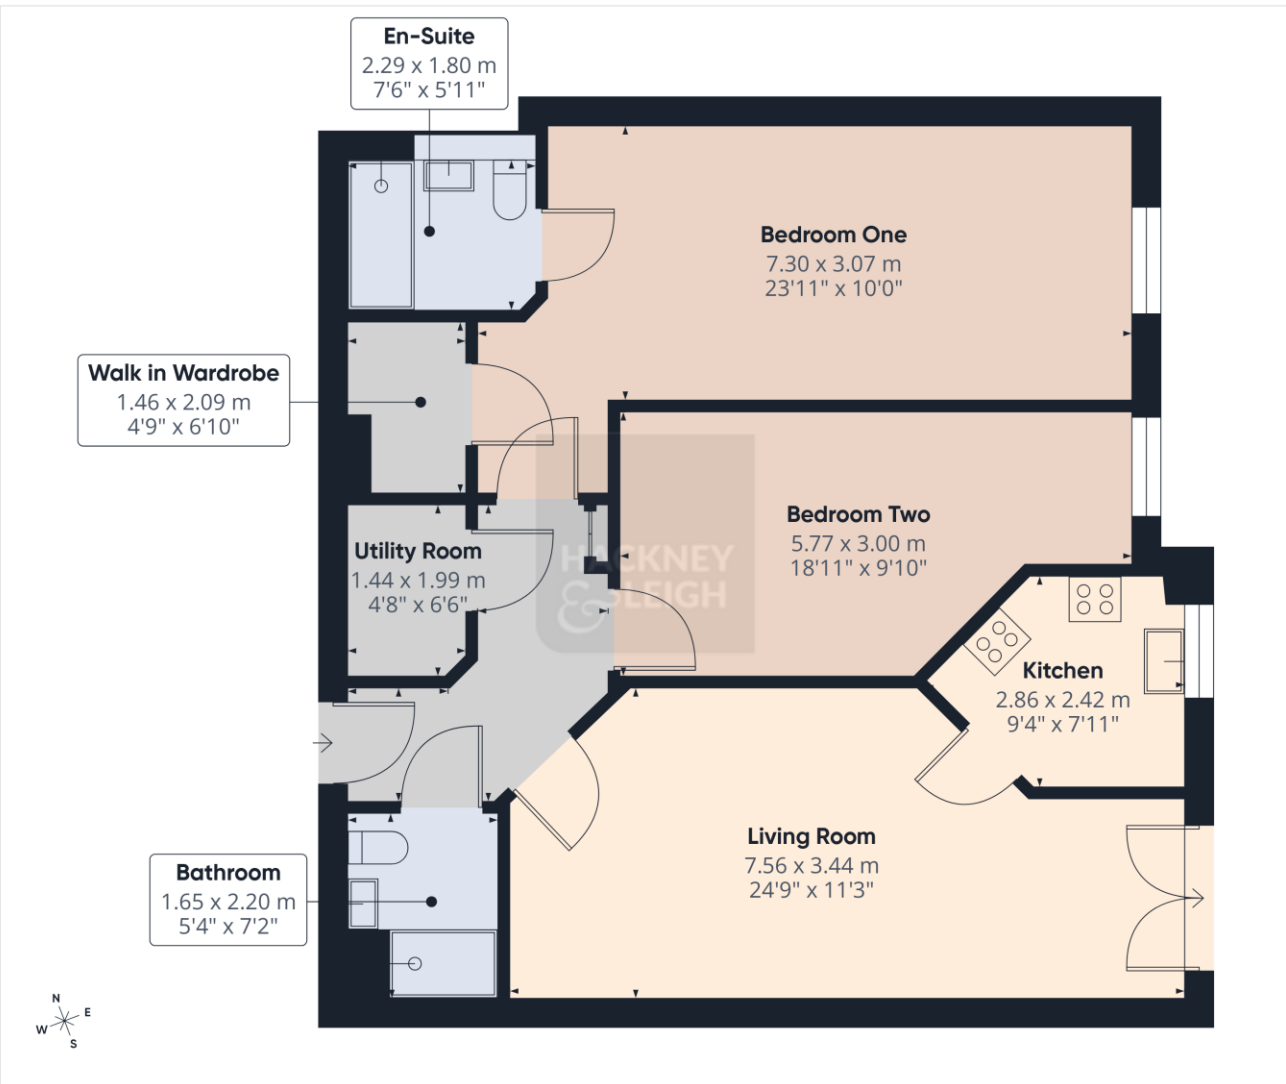 En-Suite
2.29 x 1.80 m
7'6" x 5'11"
Bedroom One
7.30 x 3.07 m
23'11" x 10'0"
Walk in Wardrobe
1.46 x 2.09 m
4'9" x 6'10"
Bedroom Two
5.77 x 3.00 m
18'11" x 9'10"
HACKNEY
& SLEIGH
Utility Room
1.44 x 1.99 m
4'8" x 6'6"
Kitchen
2.86 x 2.42 m
9'4" x 7'11"
Living Room
7.56 x 3.44 m
24'9" x 11'3"
Bathroom
1.65 x 2.20 m
5'4" x 7'2"
N
E
W
S